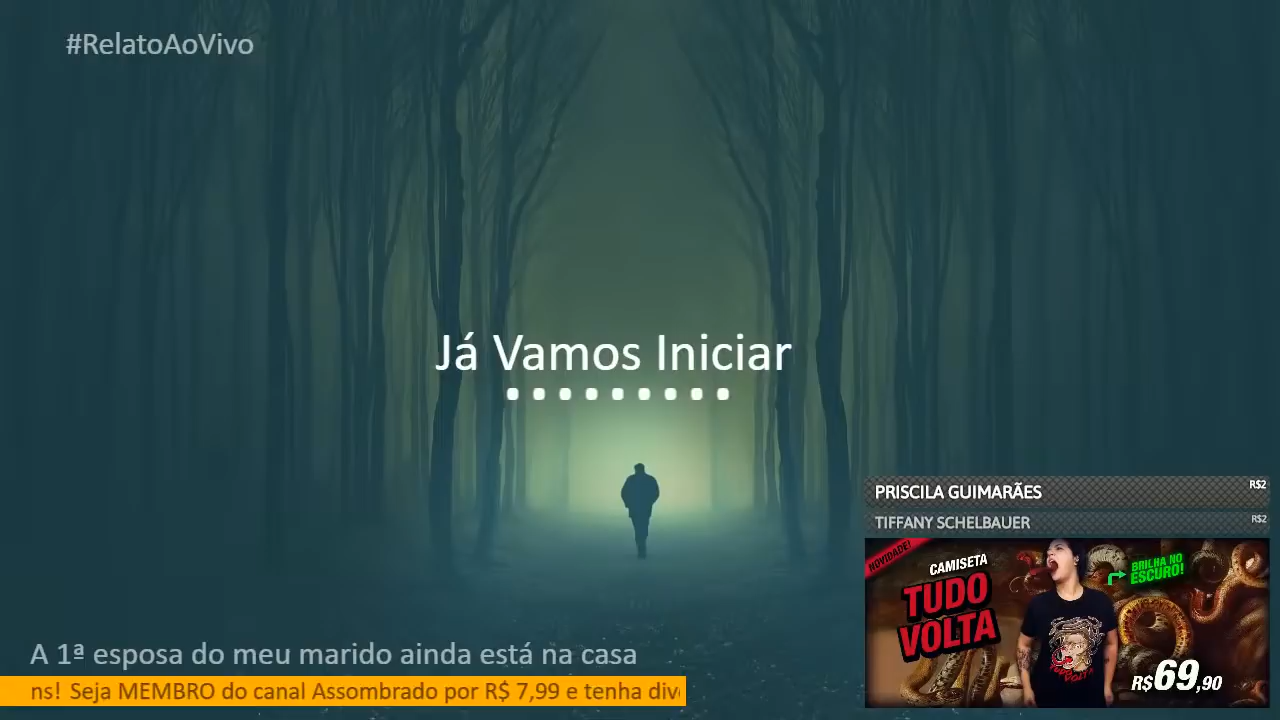 #RelatoAoVivo
Já Vamos Iniciar
PRISCILA GUIMARÃES R$2
TIFFANY SCHELBAUER R$2
NOVIDADE!
CAMISETA
TUDO
VOLTA
BRILHA NO
ESCURO!
R$69,90
A 1ª esposa do meu marido ainda está na casa
ns! Seja MEMBRO do canal Assombrado por R$ 7,99 e tenha div